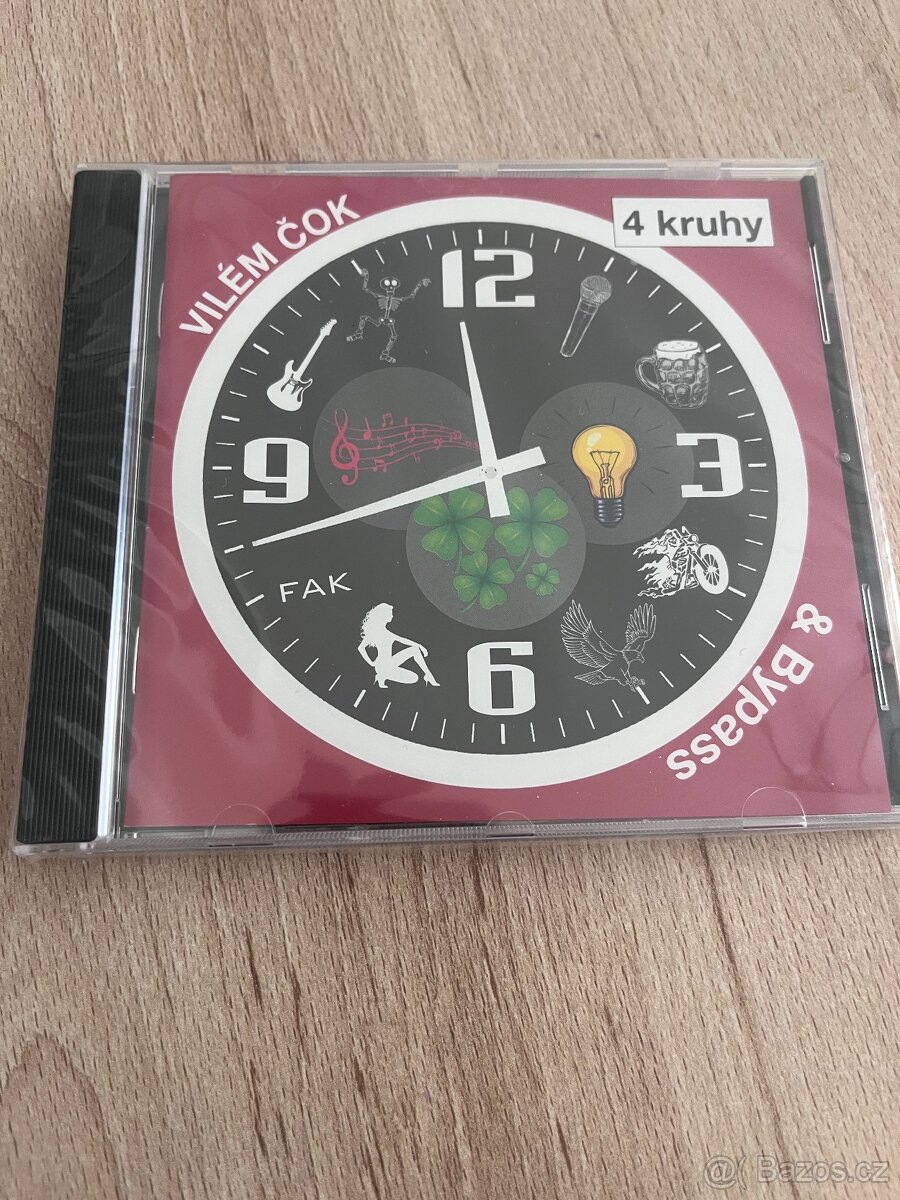 VILÉM ČOK
4 kruhy
12
9
3
FAK
6
& Bypass
@( Bazos.cz